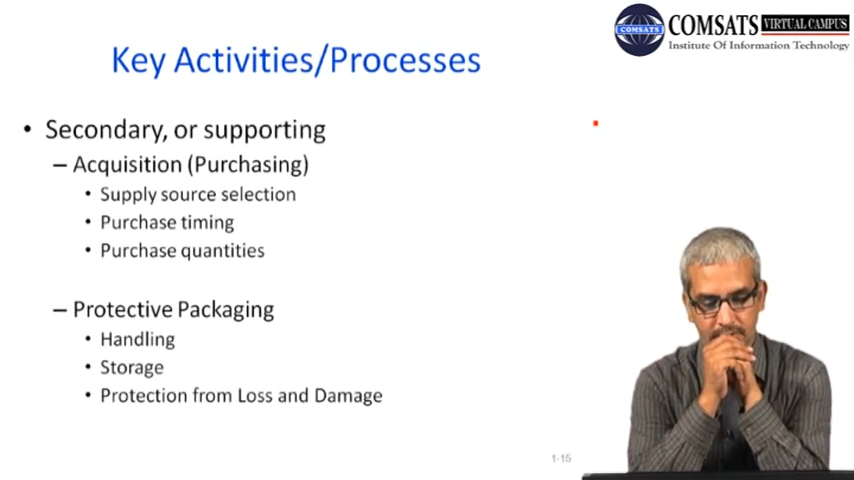 COMSATS VIRTUAL CAMPUS
COMSATS
Institute Of Information Technology
Key Activities/Processes
• Secondary, or supporting
– Acquisition (Purchasing)
• Supply source selection
• Purchase timing
• Purchase quantities
– Protective Packaging
• Handling
• Storage
• Protection from Loss and Damage
1-15